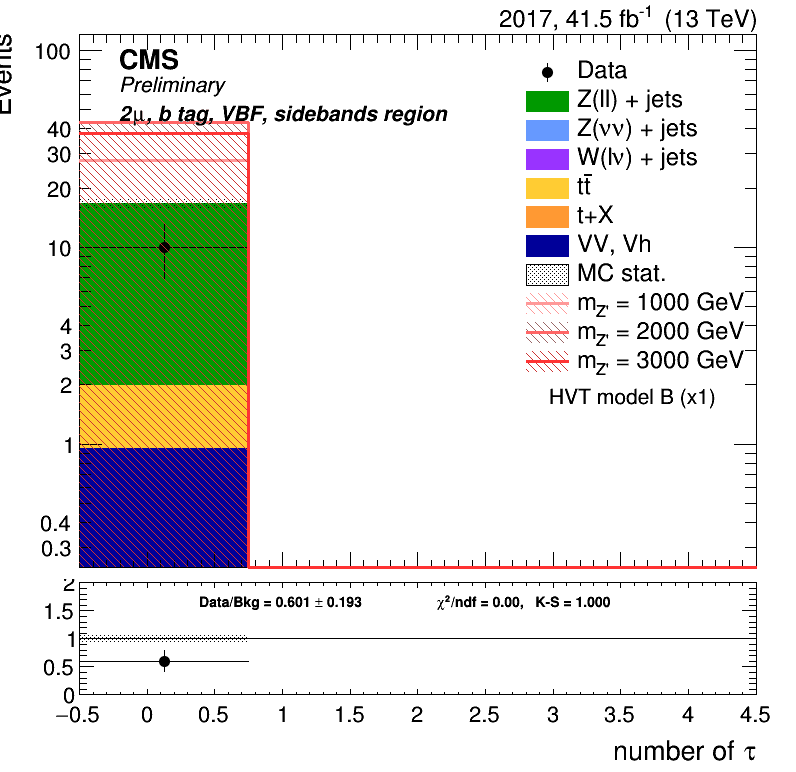 2017, 41.5 fb⁻¹ (13 TeV)
Events
CMS
Preliminary
2μ, b tag, VBF, sidebands region
Data
Z(ll) + jets
Z(νν) + jets
W(lν) + jets
tt̄
t+X
VV, Vh
MC stat.
m_Z' = 1000 GeV
m_Z' = 2000 GeV
m_Z' = 3000 GeV
HVT model B (x1)
100
40
30
20
10
4
3
2
1
0.4
0.3
Data/Bkg = 0.601 ± 0.193
χ²/ndf = 0.00, K-S = 1.000
2
1.5
1
0.5
0
−0.5 0 0.5 1 1.5 2 2.5 3 3.5 4 4.5
number of τ